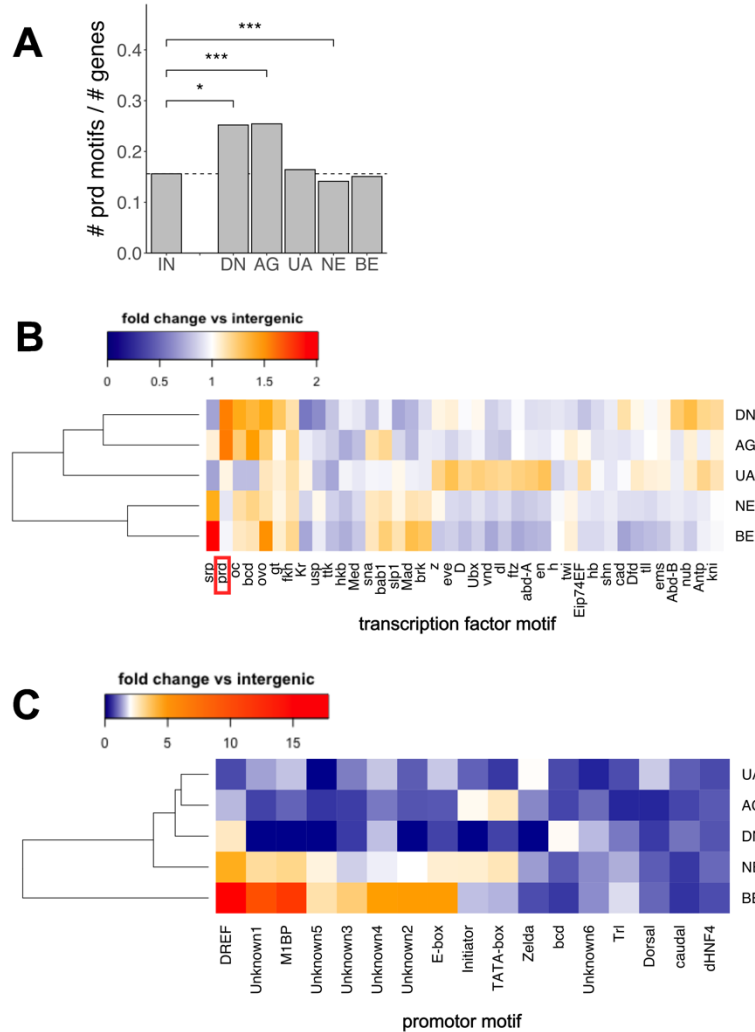 A
# prd motifs / # genes
0.4
0.3
0.2
0.1
0.0
***
***
*
IN DN AG UA NE BE
B
fold change vs intergenic
0 0.5 1 1.5 2
DN
AG
UA
NE
BE
srp prd oc bcd ovo gt fkh Kr usp ttk hkb Med sna bab1 slp1 Mad brk z eve D Ubx vnd dl ftz abd-A en h twi Eip74EF hb shn cad Dfd tll ems Abd-B nub Antp kni
transcription factor motif
C
fold change vs intergenic
0 5 10 15
UA
AG
DN
NE
BE
DREF Unknown1 M1BP Unknown5 Unknown3 Unknown4 Unknown2 E-box Initiator TATA-box Zelda bcd Unknown6 Trl Dorsal caudal dHNF4
promotor motif